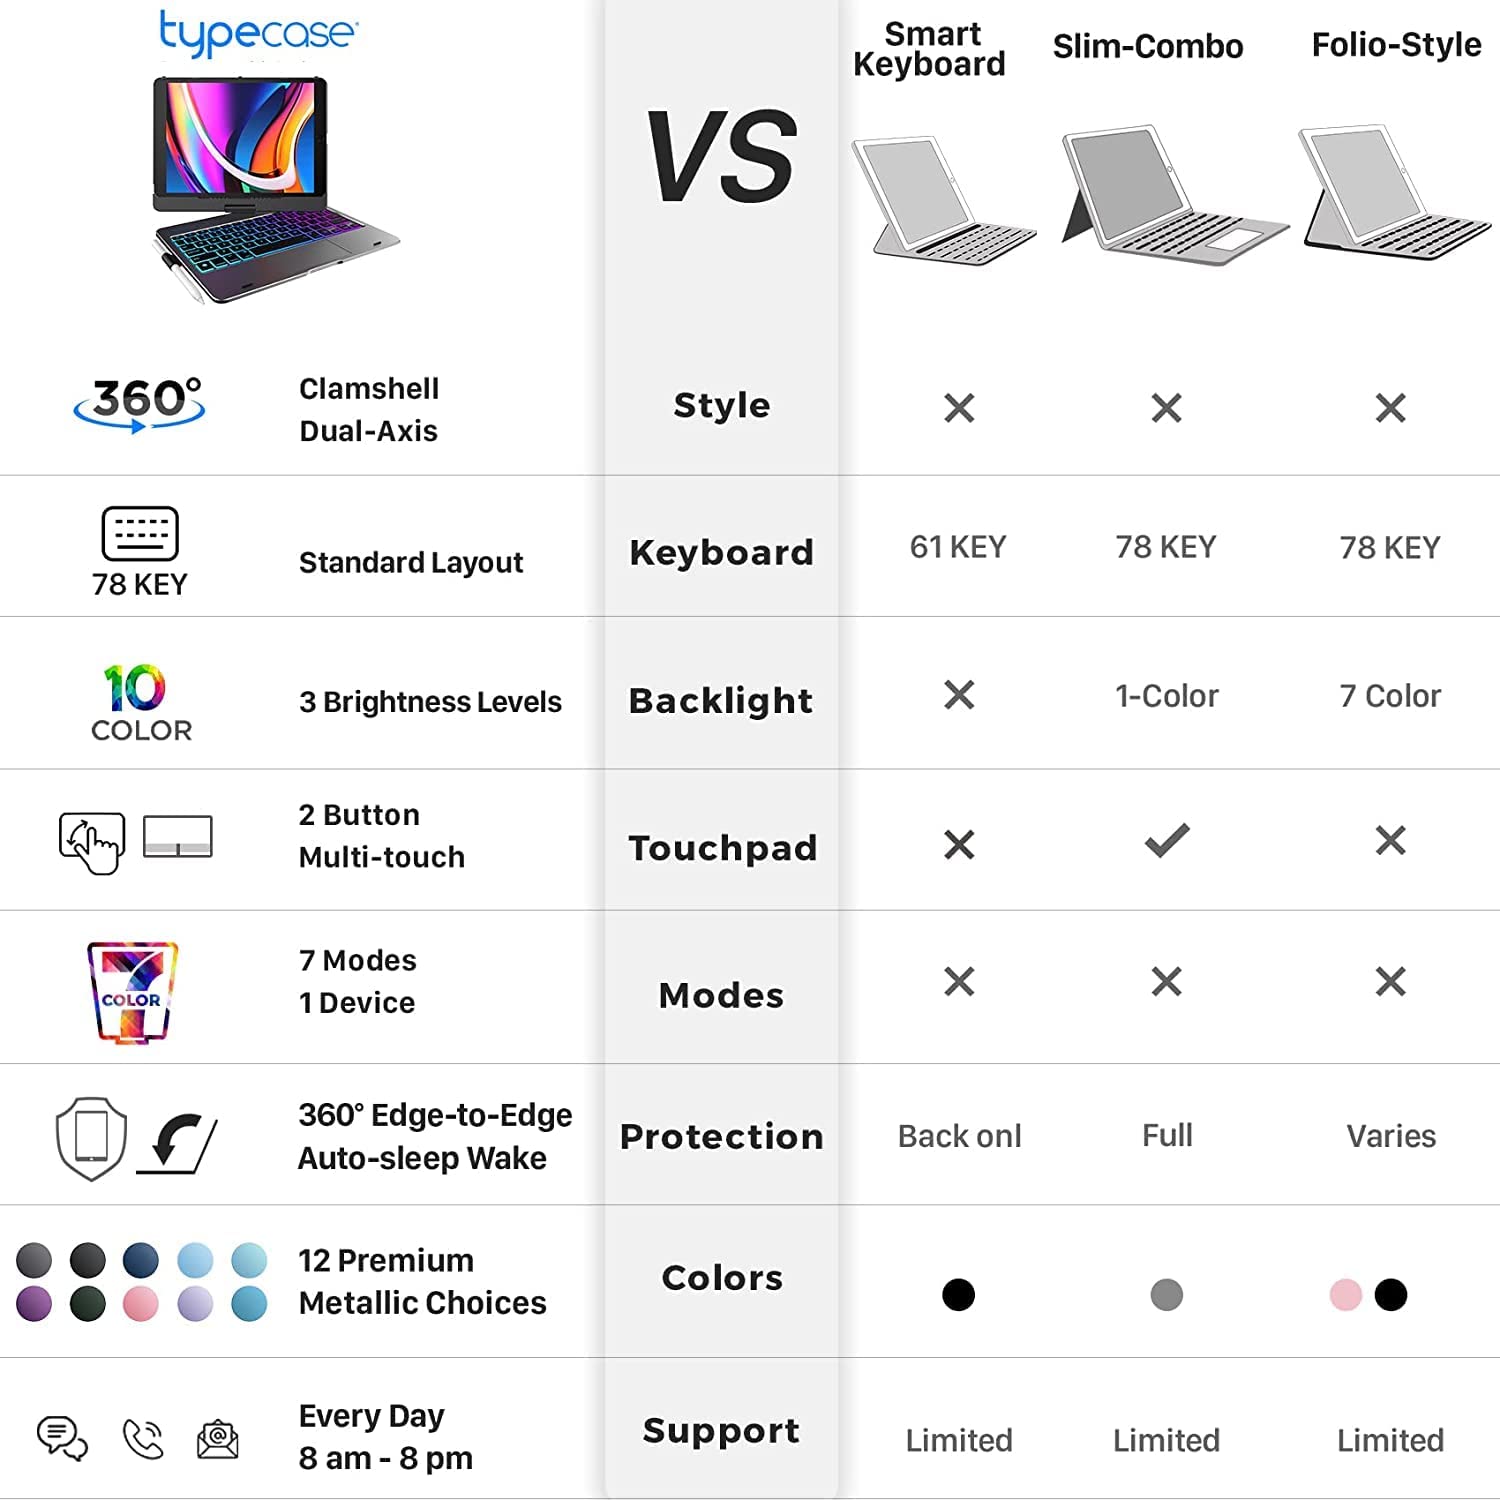 typecase
VS
Smart
Keyboard
Slim-Combo
Folio-Style
360°
Clamshell
Dual-Axis
Style
78 KEY
Standard Layout
Keyboard
61 KEY
78 KEY
78 KEY
10
COLOR
3 Brightness Levels
Backlight
1-Color
7 Color
2 Button
Multi-touch
Touchpad
7
COLOR
7 Modes
1 Device
Modes
360° Edge-to-Edge
Auto-sleep Wake
Protection
Back onl
Full
Varies
12 Premium
Metallic Choices
Colors
Every Day
8 am - 8 pm
Support
Limited
Limited
Limited